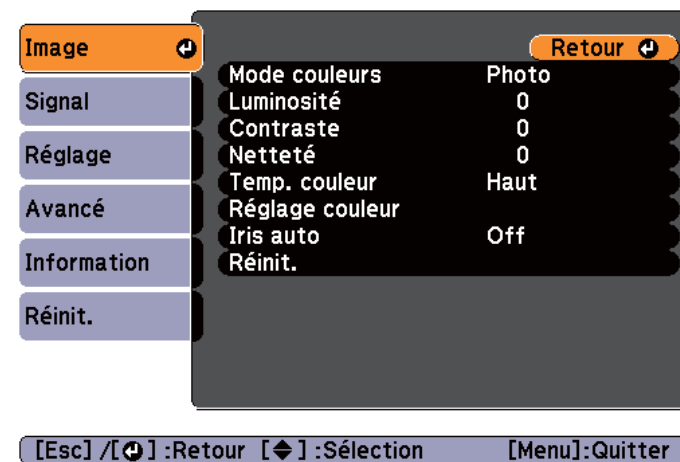 Image
Signal
Réglage
Avancé
Information
Réinit.
Retour
Mode couleurs Photo
Luminosité 0
Contraste 0
Netteté 0
Temp. couleur Haut
Réglage couleur
Iris auto Off
Réinit.
[Esc] /[ ] :Retour [ ] :Sélection [Menu]:Quitter